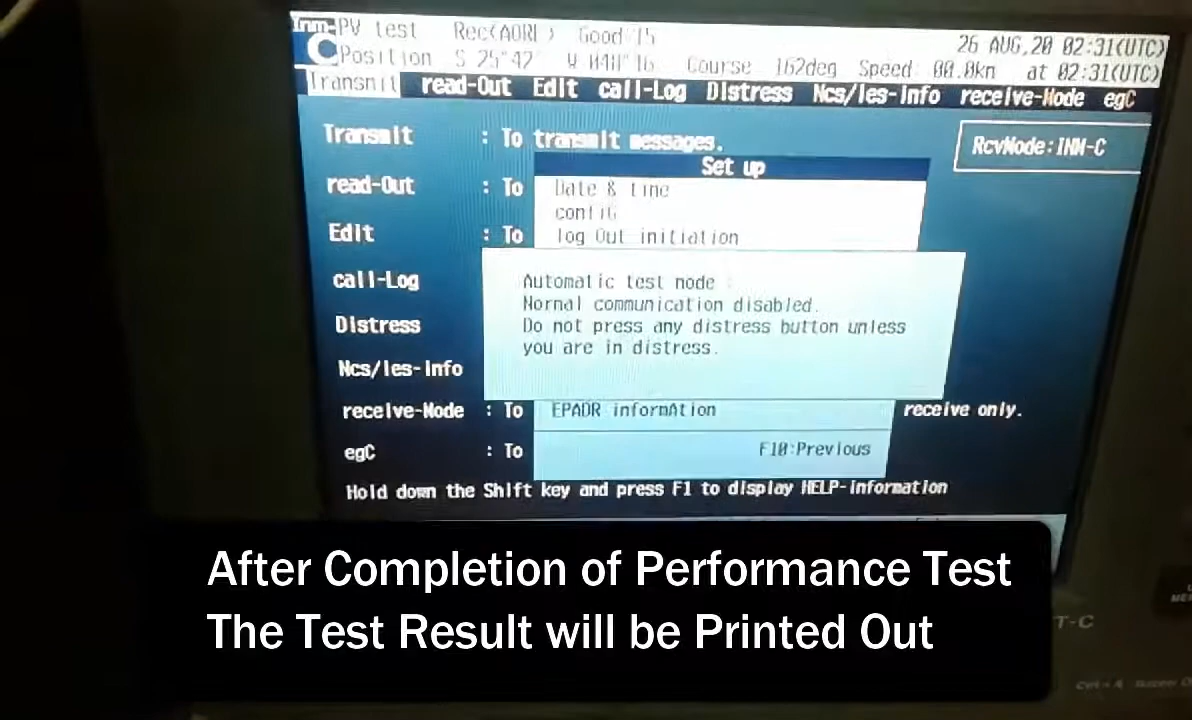 Inm-C PV test Rec(AORE) Good 15 26 AUG,20 02:31(UTC)
Position S 25°42' W 048°16 Course 162deg Speed 00.0kn at 02:31(UTC)
Transmit read-Out Edit call-Log Distress Ncs/les-info receive-Mode egC
Transmit : To transmit messages.
RcvMode:INM-C
Set up
read-Out : To Date & time
config
Edit : To log Out initiation
call-Log Automatic test mode :
Normal communication disabled.
Distress Do not press any distress button unless
you are in distress.
Ncs/les-info
receive-Mode : To EPADR informAtion receive only.
egC : To F10:Previous
Hold down the Shift key and press F1 to display HELP-information
After Completion of Performance Test
The Test Result will be Printed Out
T-C